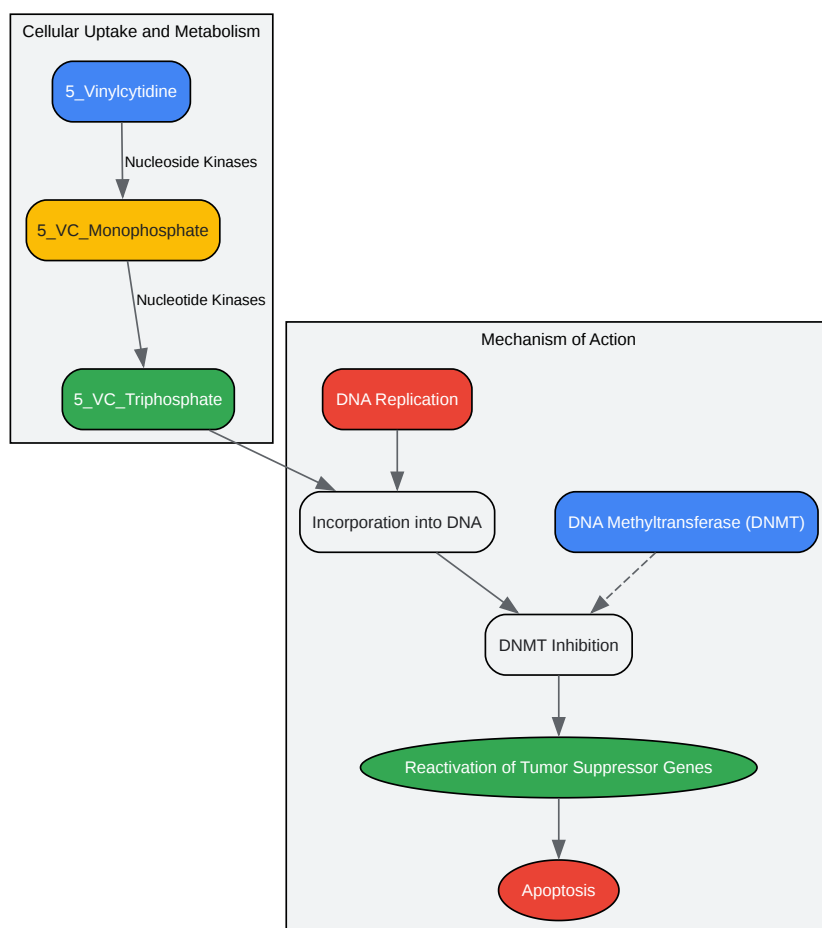 Cellular Uptake and Metabolism
5_Vinylcytidine
Nucleoside Kinases
5_VC_Monophosphate
Nucleotide Kinases
5_VC_Triphosphate
Mechanism of Action
DNA Replication
Incorporation into DNA
DNA Methyltransferase (DNMT)
DNMT Inhibition
Reactivation of Tumor Suppressor Genes
Apoptosis